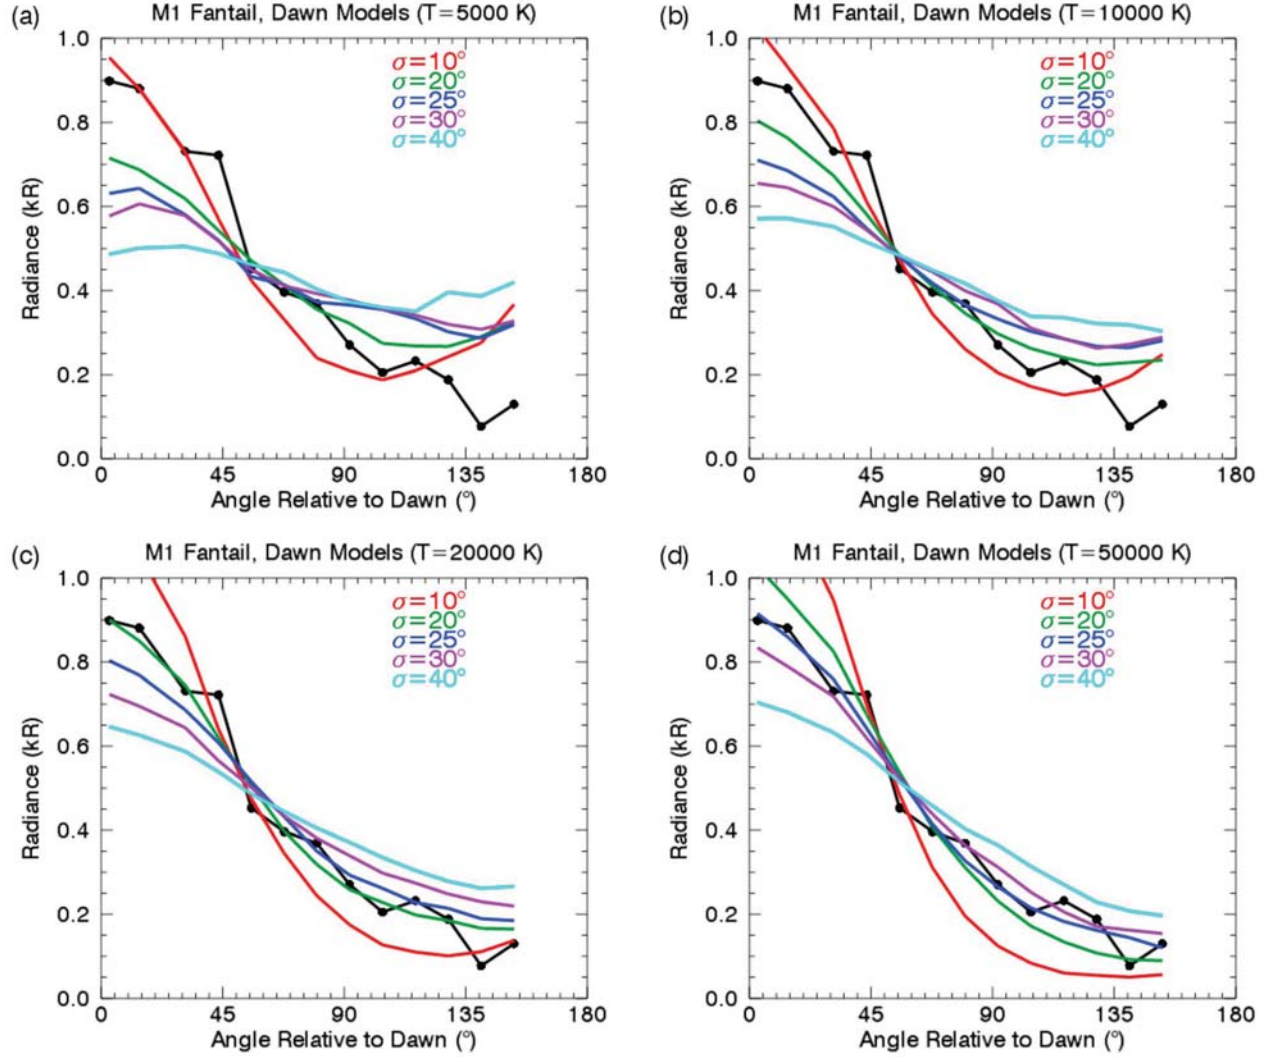 (a)
M1 Fantail, Dawn Models (T=5000 K)
1.0
0.8
0.6
0.4
0.2
0.0
Radiance (kR)
σ=10°
σ=20°
σ=25°
σ=30°
σ=40°
0 45 90 135 180
Angle Relative to Dawn (°)
(b)
M1 Fantail, Dawn Models (T=10000 K)
1.0
0.8
0.6
0.4
0.2
0.0
Radiance (kR)
σ=10°
σ=20°
σ=25°
σ=30°
σ=40°
0 45 90 135 180
Angle Relative to Dawn (°)
(c)
M1 Fantail, Dawn Models (T=20000 K)
1.0
0.8
0.6
0.4
0.2
0.0
Radiance (kR)
σ=10°
σ=20°
σ=25°
σ=30°
σ=40°
0 45 90 135 180
Angle Relative to Dawn (°)
(d)
M1 Fantail, Dawn Models (T=50000 K)
1.0
0.8
0.6
0.4
0.2
0.0
Radiance (kR)
σ=10°
σ=20°
σ=25°
σ=30°
σ=40°
0 45 90 135 180
Angle Relative to Dawn (°)